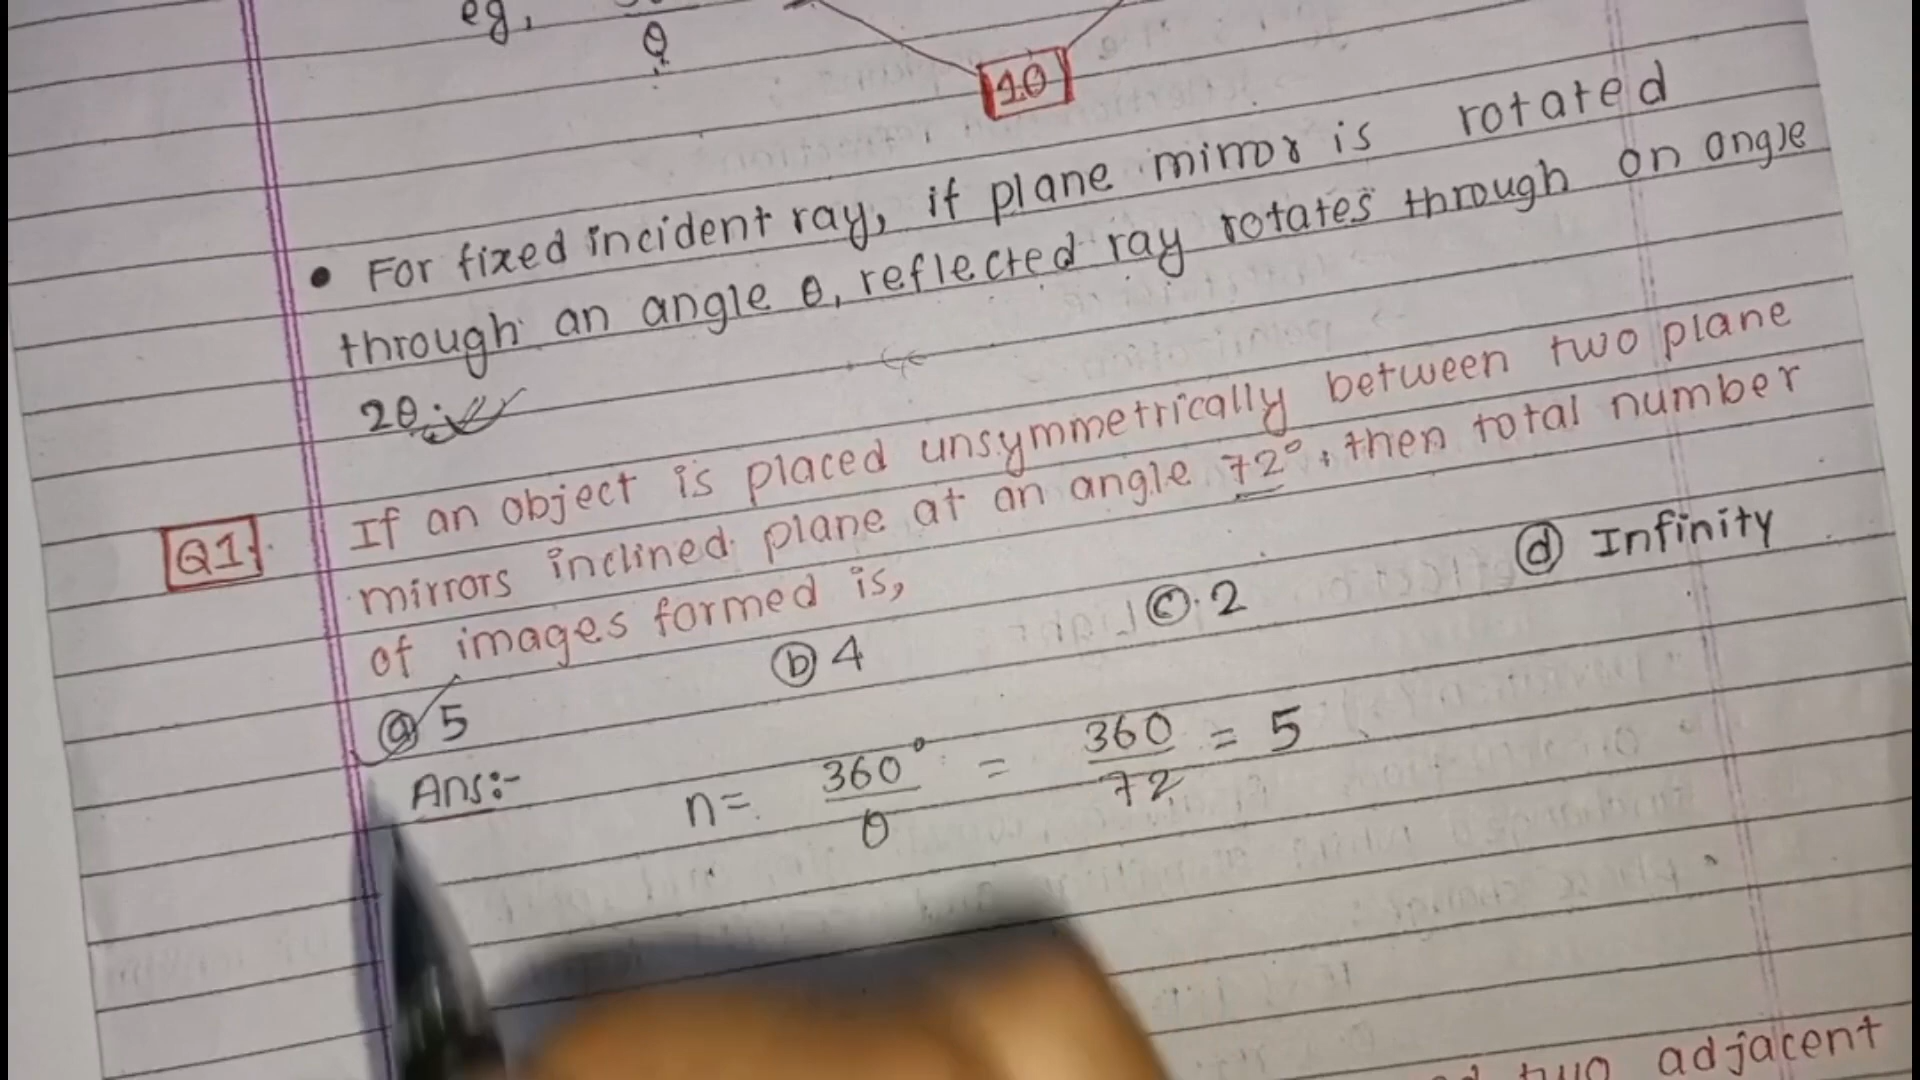 eg,
θ
10
• For fixed incident ray, if plane mirror is rotated
through an angle θ, reflected ray rotates through an angle
2θ.
Q1. If an object is placed unsymmetrically between two plane
mirrors inclined plane at an angle 72°, then total number
of images formed is,
(a) 5 (b) 4 (c) 2 (d) Infinity
Ans:- n = 360°/θ = 360/72 = 5
two adjacent